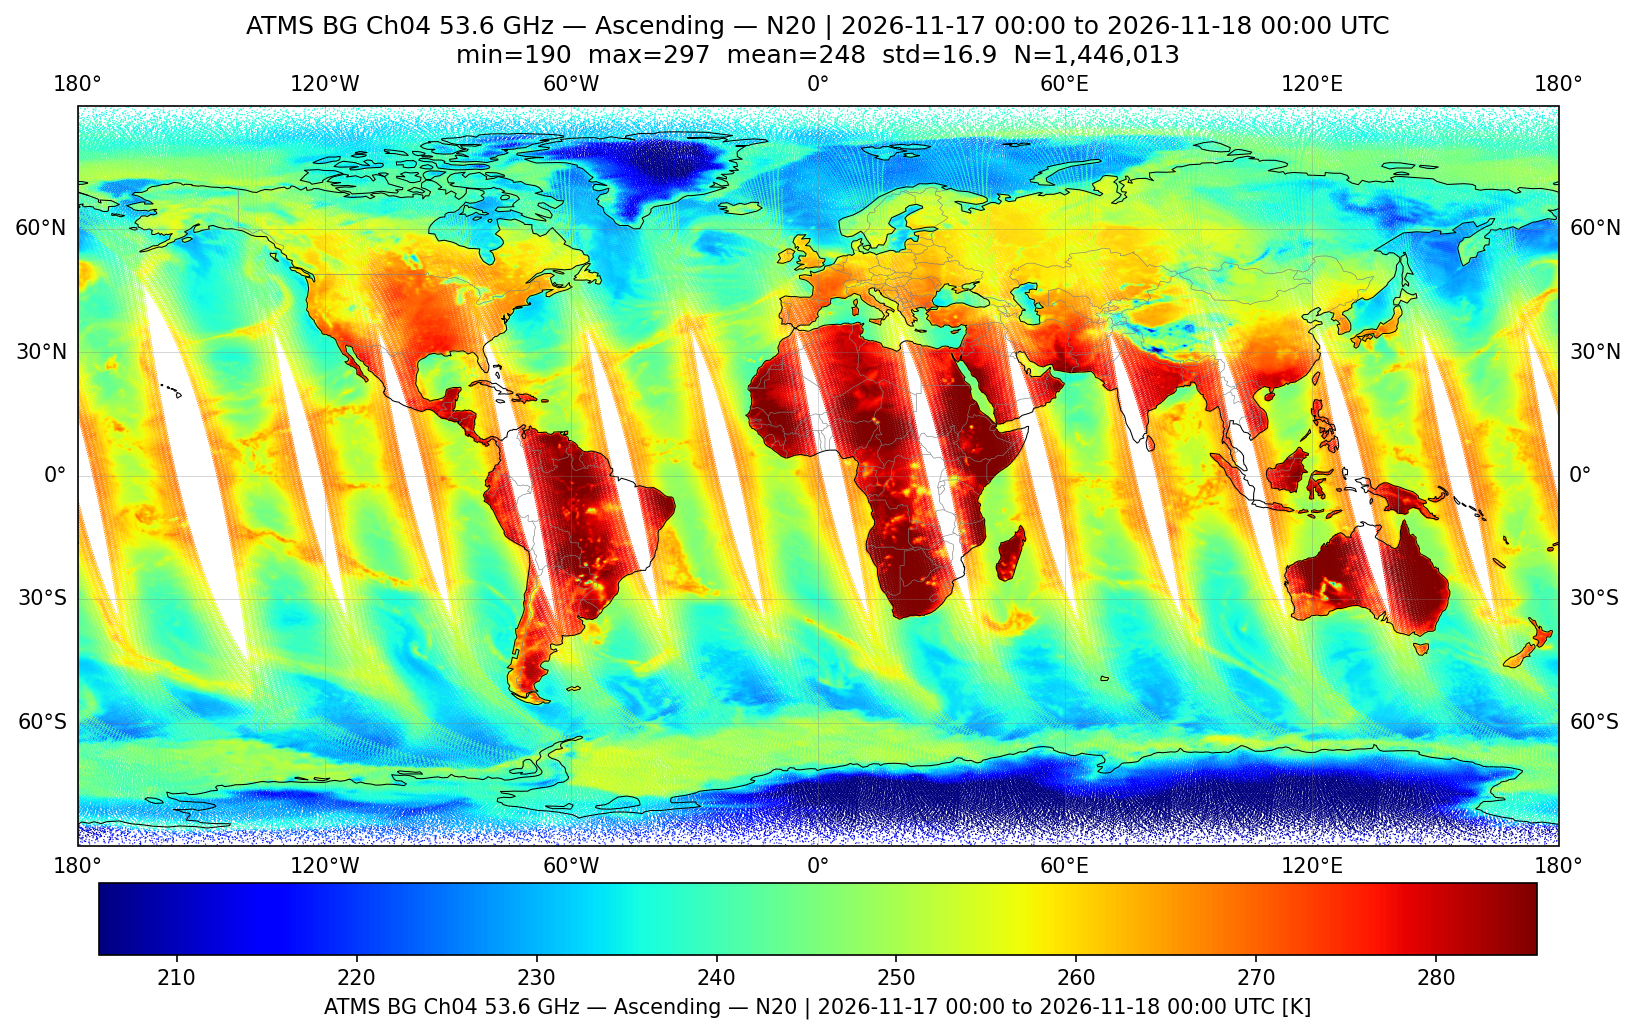 ATMS BG Ch04 53.6 GHz — Ascending — N20 | 2026-11-17 00:00 to 2026-11-18 00:00 UTC
min=190 max=297 mean=248 std=16.9 N=1,446,013
180° 120°W 60°W 0° 60°E 120°E 180°
60°N 60°N
30°N 30°N
0° 0°
30°S 30°S
60°S 60°S
180° 120°W 60°W 0° 60°E 120°E 180°
210 220 230 240 250 260 270 280
ATMS BG Ch04 53.6 GHz — Ascending — N20 | 2026-11-17 00:00 to 2026-11-18 00:00 UTC [K]